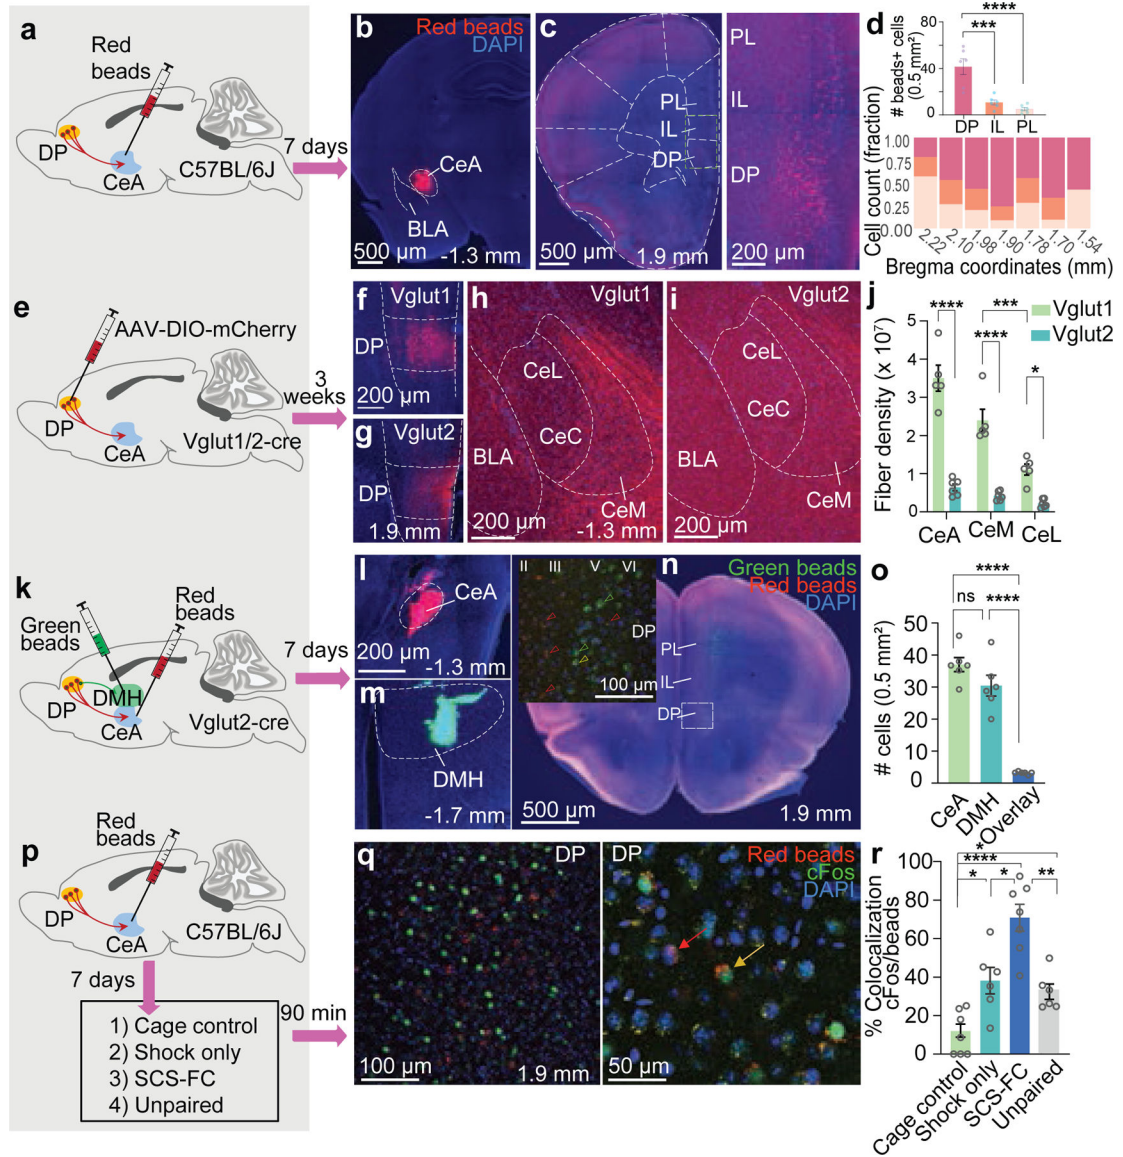 a
Red
beads
DP
CeA
C57BL/6J
7 days
b
Red beads
DAPI
CeA
BLA
500 µm
-1.3 mm
c
PL
IL
DP
500 µm
1.9 mm
PL
IL
DP
200 µm
d
# beads+ cells
(0.5 mm²)
80
40
0
****
***
DP
IL
PL
Cell count (fraction)
1.00
0.75
0.50
0.25
0.00
2.22
2.10
1.98
1.90
1.78
1.70
1.54
Bregma coordinates (mm)
e
AAV-DIO-mCherry
DP
CeA
Vglut1/2-cre
3
weeks
f
Vglut1
DP
200 µm
g
Vglut2
DP
1.9 mm
h
Vglut1
CeL
CeC
BLA
CeM
200 µm
-1.3 mm
i
Vglut2
CeL
CeC
BLA
CeM
200 µm
j
Vglut1
Vglut2
****
***
****
*
Fiber density (x 10⁷)
5
4
3
2
1
0
CeA
CeM
CeL
k
Red
beads
Green
beads
DMH
DP
CeA
Vglut2-cre
7 days
l
CeA
200 µm
-1.3 mm
m
DMH
-1.7 mm
n
Green beads
Red beads
DAPI
II
III
V
VI
DP
100 µm
PL
IL
DP
500 µm
1.9 mm
o
****
ns
****
# cells (0.5 mm²)
50
40
30
20
10
0
CeA
DMH
Overlay
p
Red
beads
DP
CeA
C57BL/6J
7 days
1) Cage control
2) Shock only
3) SCS-FC
4) Unpaired
90 min
q
DP
100 µm
1.9 mm
DP
Red beads
cFos
DAPI
50 µm
r
*
****
*
*
**
% Colocalization
cFos/beads
100
80
60
40
20
0
Cage control
Shock only
SCS-FC
Unpaired